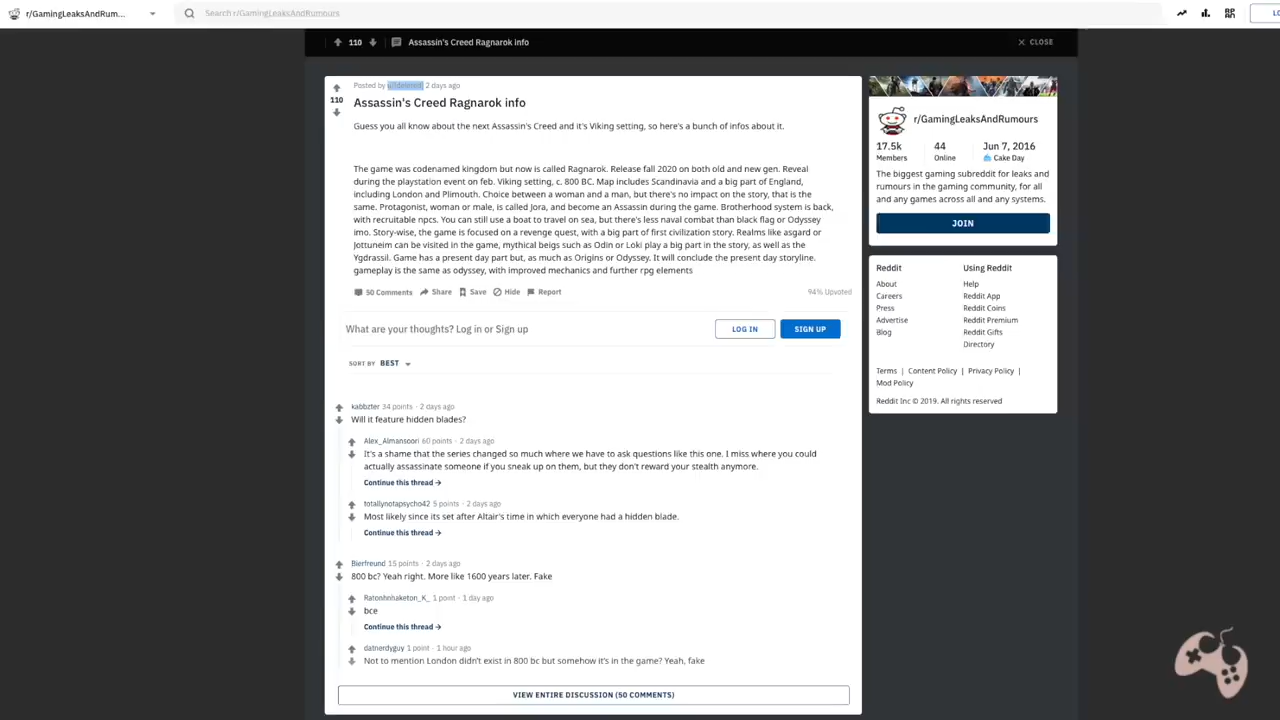 r/GamingLeaksAndRum...
Search r/GamingLeaksAndRumours
LO
110
Assassin's Creed Ragnarok info
CLOSE
Posted by
2 days ago
110
Assassin's Creed Ragnarok info
Guess you all know about the next Assassin's Creed and it's Viking setting, so here's a bunch of infos about it.
The game was codenamed kingdom but now is called Ragnarok. Release fall 2020 on both old and new gen. Reveal
during the playstation event on feb. Viking setting, c. 800 BC. Map includes Scandinavia and a big part of England,
including London and Plimouth. Choice between a woman and a man, but there's no impact on the story, that is the
same. Protagonist, woman or male, is called Jora, and become an Assassin during the game. Brotherhood system is back,
with recruitable npcs. You can still use a boat to travel on sea, but there's less naval combat than black flag or Odyssey
imo. Story-wise, the game is focused on a revenge quest, with a big part of first civilization story. Realms like asgard or
Jottuneim can be visited in the game, mythical beigs such as Odin or Loki play a big part in the story, as well as the
Ygdrassil. Game has a present day part but, as much as Origins or Odyssey. It will conclude the present day storyline.
gameplay is the same as odyssey, with improved mechanics and further rpg elements
50 Comments Share Save Hide Report
94% Upvoted
What are your thoughts? Log in or Sign up
LOG IN
SIGN UP
SORT BY BEST
kabbzter 34 points · 2 days ago
Will it feature hidden blades?
Alex_Almansoori 60 points · 2 days ago
It's a shame that the series changed so much where we have to ask questions like this one. I miss where you could
actually assassinate someone if you sneak up on them, but they don't reward your stealth anymore.
Continue this thread →
totallynotapsycho42 5 points · 2 days ago
Most likely since its set after Altair's time in which everyone had a hidden blade.
Continue this thread →
Bierfreund 15 points · 2 days ago
800 bc? Yeah right. More like 1600 years later. Fake
Ratonhnhaketon_K_ 1 point · 1 day ago
bce
Continue this thread →
datnerdyguy 1 point · 1 hour ago
Not to mention London didn't exist in 800 bc but somehow it's in the game? Yeah, fake
VIEW ENTIRE DISCUSSION (50 COMMENTS)
r/GamingLeaksAndRumours
17.5k
Members
44
Online
Jun 7, 2016
Cake Day
The biggest gaming subreddit for leaks and
rumours in the gaming community, for all
and any games across all and any systems.
JOIN
Reddit
Using Reddit
About
Help
Careers
Reddit App
Press
Reddit Coins
Advertise
Reddit Premium
Blog
Reddit Gifts
Directory
Terms | Content Policy | Privacy Policy |
Mod Policy
Reddit Inc © 2019. All rights reserved